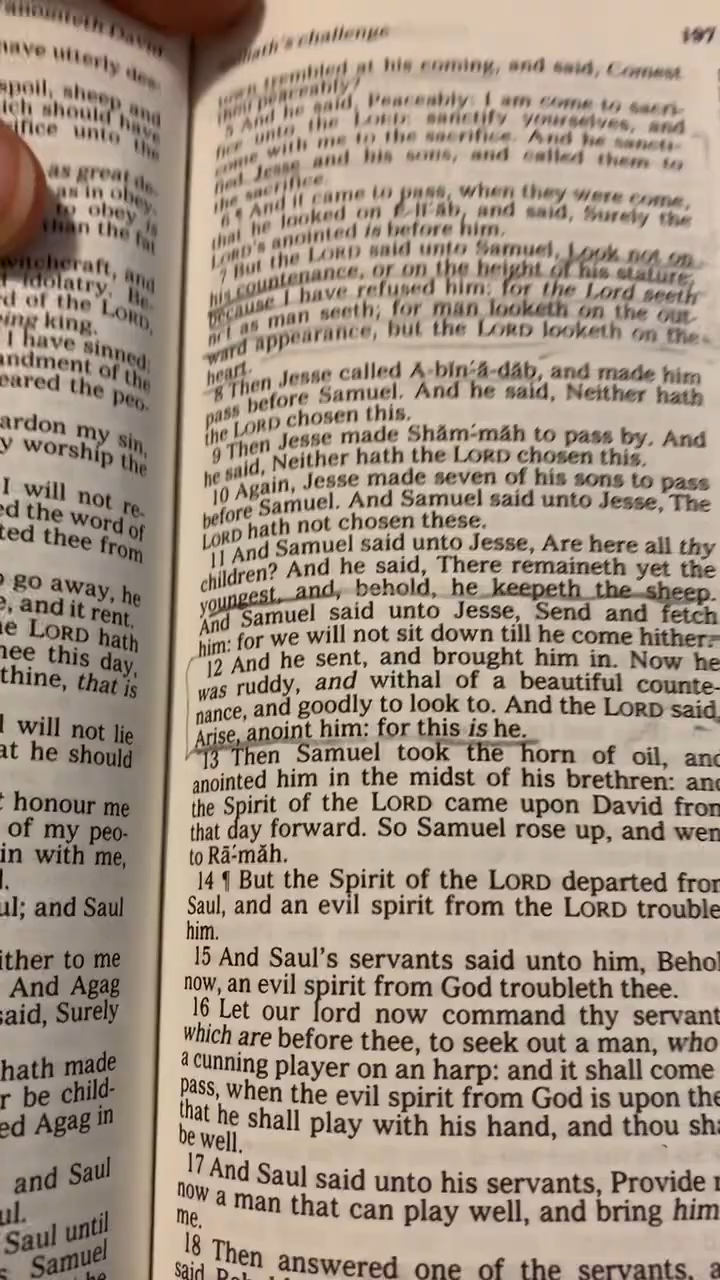 anointeth David
have utterly des-
spoil, sheep and
ich should have
ifice unto the
as great de-
as in obey-
to obey is
than the fat
witchcraft, and
idolatry. Be-
d of the LORD,
ing king.
I have sinned:
andment of the
eared the peo-
ardon my sin,
y worship the
I will not re-
ed the word of
ted thee from
o go away, he
e, and it rent.
he LORD hath
hee this day,
thine, that is
l will not lie
at he should
t honour me
of my peo-
in with me,
l.
ul; and Saul
ither to me
And Agag
said, Surely
hath made
r be child-
ed Agag in
and Saul
ul.
Saul until
Samuel
liath's challenge
197
town trembled at his coming, and said, Comest
thou peaceably?
5 And he said, Peaceably: I am come to sacri-
fice unto the LORD: sanctify yourselves, and
come with me to the sacrifice. And he sancti-
fied Jesse and his sons, and called them to
the sacrifice.
6 ¶ And it came to pass, when they were come,
that he looked on Ē-lī´ăb, and said, Surely the
LORD's anointed is before him.
7 But the LORD said unto Samuel, Look not on
his countenance, or on the height of his stature;
because I have refused him: for the Lord seeth
not as man seeth; for man looketh on the out-
ward appearance, but the LORD looketh on the
heart.
8 Then Jesse called A-bĭn´-ă-dăb, and made him
pass before Samuel. And he said, Neither hath
the LORD chosen this.
9 Then Jesse made Shăm´-măh to pass by. And
he said, Neither hath the LORD chosen this.
10 Again, Jesse made seven of his sons to pass
before Samuel. And Samuel said unto Jesse, The
LORD hath not chosen these.
11 And Samuel said unto Jesse, Are here all thy
children? And he said, There remaineth yet the
youngest, and, behold, he keepeth the sheep.
And Samuel said unto Jesse, Send and fetch
him: for we will not sit down till he come hither.
12 And he sent, and brought him in. Now he
was ruddy, and withal of a beautiful counte-
nance, and goodly to look to. And the LORD said,
Arise, anoint him: for this is he.
13 Then Samuel took the horn of oil, and
anointed him in the midst of his brethren: and
the Spirit of the LORD came upon David from
that day forward. So Samuel rose up, and wen
to Rā´-măh.
14 ¶ But the Spirit of the LORD departed from
Saul, and an evil spirit from the LORD trouble
him.
15 And Saul's servants said unto him, Behol
now, an evil spirit from God troubleth thee.
16 Let our lord now command thy servant
which are before thee, to seek out a man, who
a cunning player on an harp: and it shall come
pass, when the evil spirit from God is upon the
that he shall play with his hand, and thou sha
be well.
17 And Saul said unto his servants, Provide
now a man that can play well, and bring him
me.
18 Then answered one of the servants, a
said